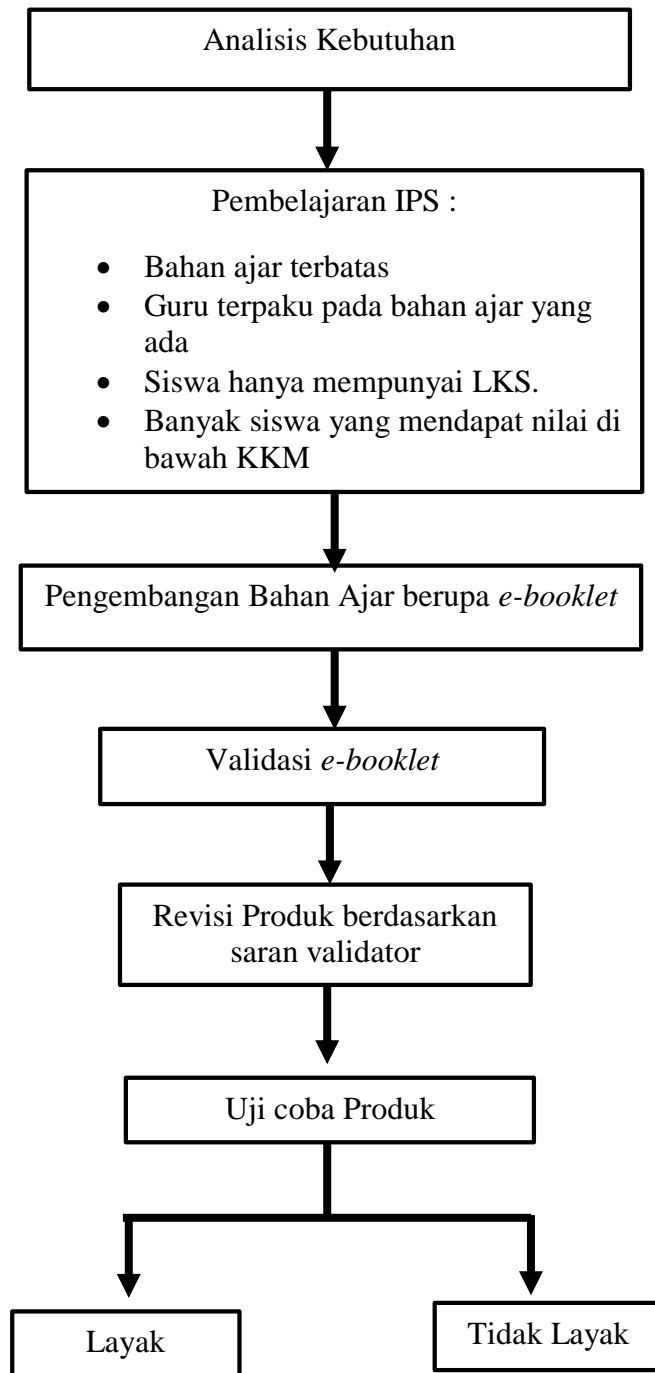 Analisis Kebutuhan
Pembelajaran IPS :
• Bahan ajar terbatas
• Guru terpaku pada bahan ajar yang
ada
• Siswa hanya mempunyai LKS.
• Banyak siswa yang mendapat nilai di
bawah KKM
Pengembangan Bahan Ajar berupa e-booklet
Validasi e-booklet
Revisi Produk berdasarkan
saran validator
Uji coba Produk
Layak
Tidak Layak